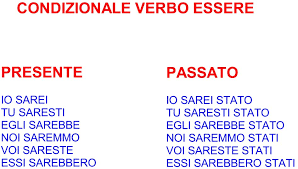 CONDIZIONALE VERBO ESSERE
PRESENTE
IO SAREI
TU SARESTI
EGLI SAREBBE
NOI SAREMMO
VOI SARESTE
ESSI SAREBBERO
PASSATO
IO SAREI STATO
TU SARESTI STATO
EGLI SAREBBE STATO
NOI SAREMMO STATI
VOI SARESTE STATI
ESSI SAREBBERO STATI